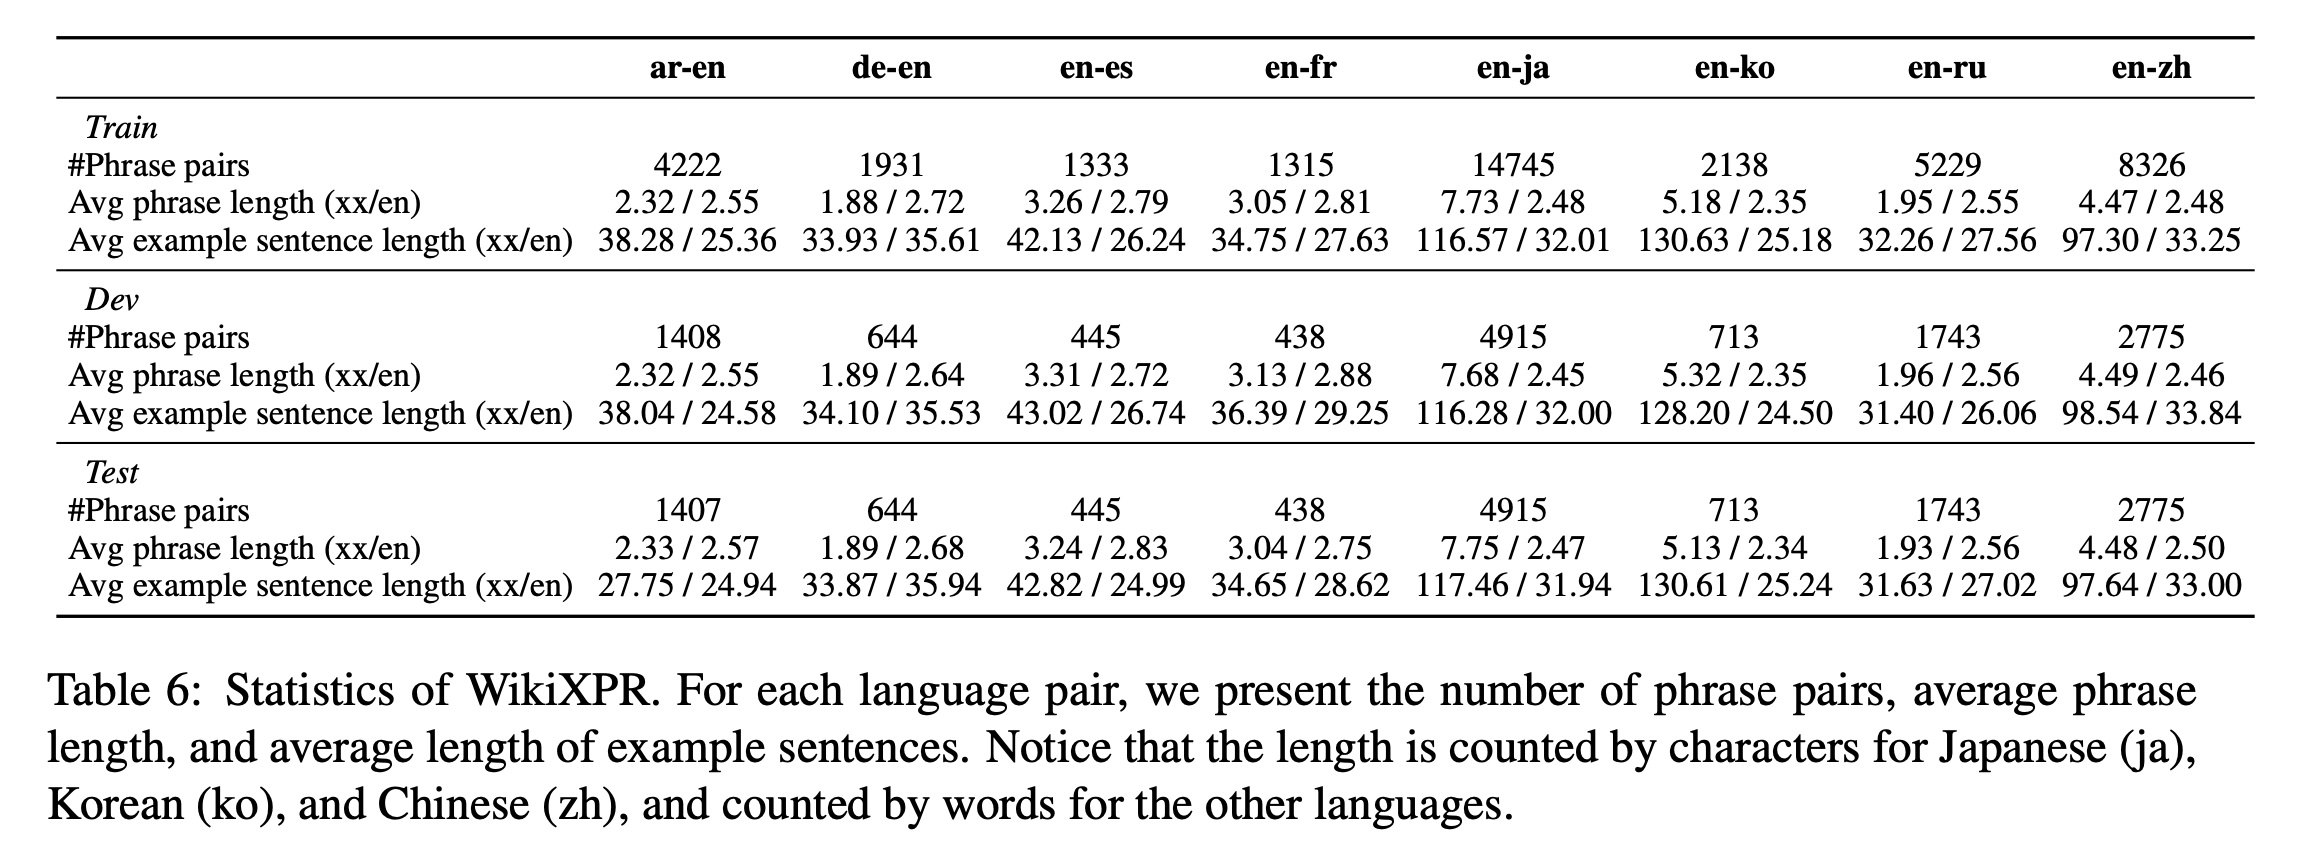 ar-en de-en en-es en-fr en-ja en-ko en-ru en-zh
Train
#Phrase pairs 4222 1931 1333 1315 14745 2138 5229 8326
Avg phrase length (xx/en) 2.32 / 2.55 1.88 / 2.72 3.26 / 2.79 3.05 / 2.81 7.73 / 2.48 5.18 / 2.35 1.95 / 2.55 4.47 / 2.48
Avg example sentence length (xx/en) 38.28 / 25.36 33.93 / 35.61 42.13 / 26.24 34.75 / 27.63 116.57 / 32.01 130.63 / 25.18 32.26 / 27.56 97.30 / 33.25
Dev
#Phrase pairs 1408 644 445 438 4915 713 1743 2775
Avg phrase length (xx/en) 2.32 / 2.55 1.89 / 2.64 3.31 / 2.72 3.13 / 2.88 7.68 / 2.45 5.32 / 2.35 1.96 / 2.56 4.49 / 2.46
Avg example sentence length (xx/en) 38.04 / 24.58 34.10 / 35.53 43.02 / 26.74 36.39 / 29.25 116.28 / 32.00 128.20 / 24.50 31.40 / 26.06 98.54 / 33.84
Test
#Phrase pairs 1407 644 445 438 4915 713 1743 2775
Avg phrase length (xx/en) 2.33 / 2.57 1.89 / 2.68 3.24 / 2.83 3.04 / 2.75 7.75 / 2.47 5.13 / 2.34 1.93 / 2.56 4.48 / 2.50
Avg example sentence length (xx/en) 27.75 / 24.94 33.87 / 35.94 42.82 / 24.99 34.65 / 28.62 117.46 / 31.94 130.61 / 25.24 31.63 / 27.02 97.64 / 33.00
Table 6: Statistics of WikiXPR. For each language pair, we present the number of phrase pairs, average phrase
length, and average length of example sentences. Notice that the length is counted by characters for Japanese (ja),
Korean (ko), and Chinese (zh), and counted by words for the other languages.